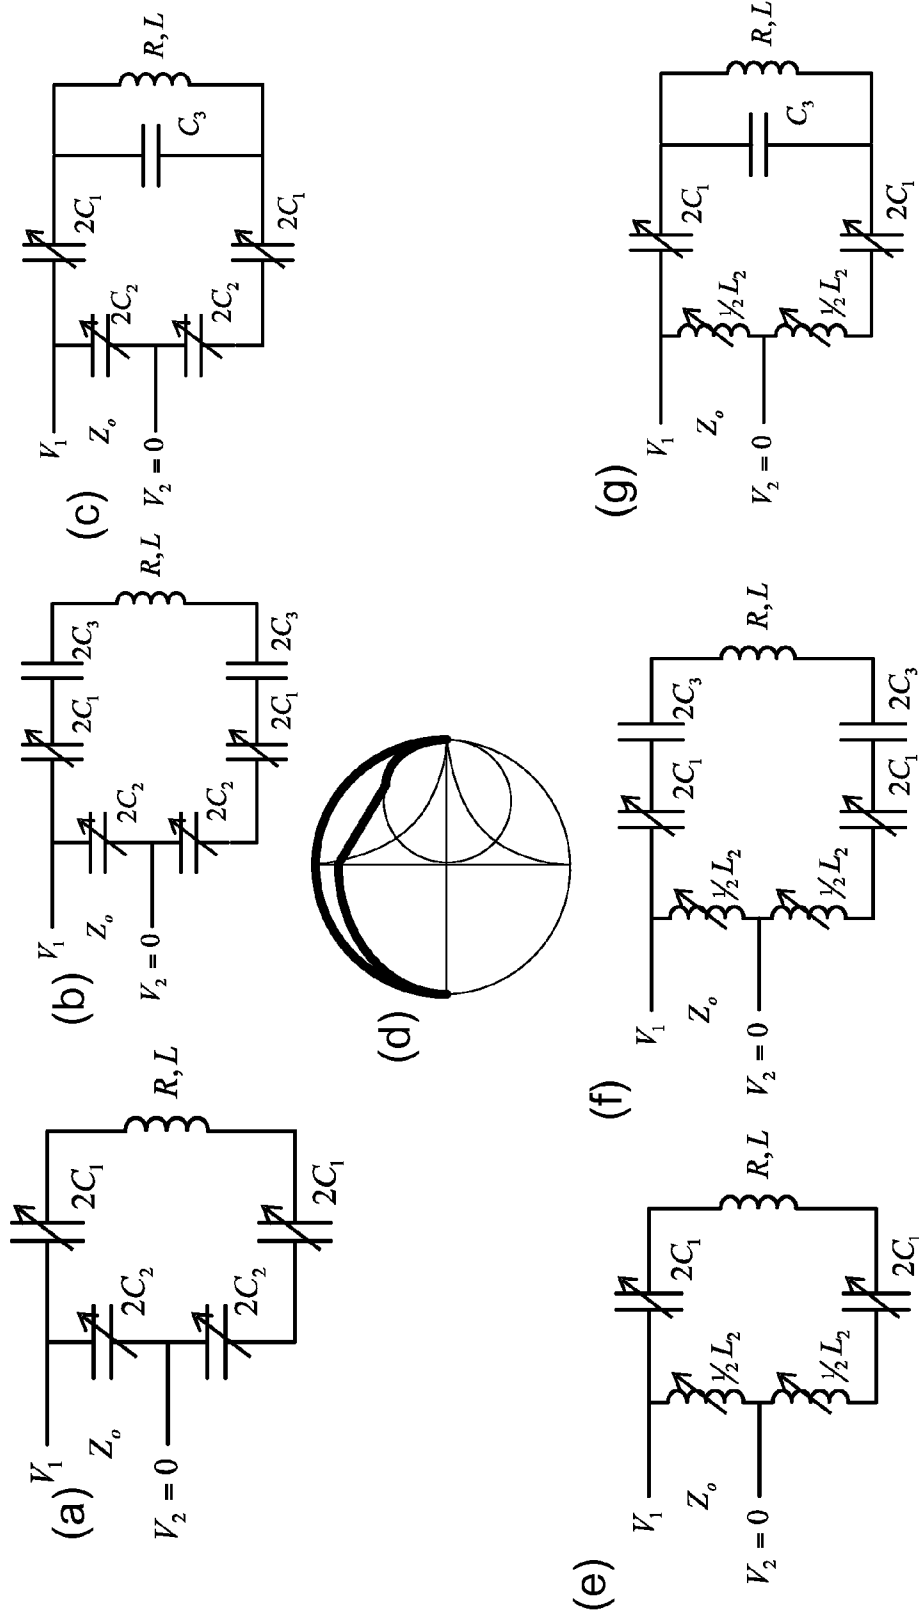 (a)
V₁
Zₒ
V₂ = 0
2C₁
2C₂
2C₂
2C₁
R, L
(b)
V₁
Zₒ
V₂ = 0
2C₁
2C₃
2C₂
2C₂
2C₁
2C₃
R, L
(c)
V₁
Zₒ
V₂ = 0
2C₁
2C₂
2C₂
2C₁
C₃
R, L
(d)
(e)
V₁
Zₒ
V₂ = 0
2C₁
½L₂
½L₂
2C₁
R, L
(f)
V₁
Zₒ
V₂ = 0
2C₁
2C₃
½L₂
½L₂
2C₁
2C₃
R, L
(g)
V₁
Zₒ
V₂ = 0
2C₁
½L₂
½L₂
2C₁
C₃
R, L